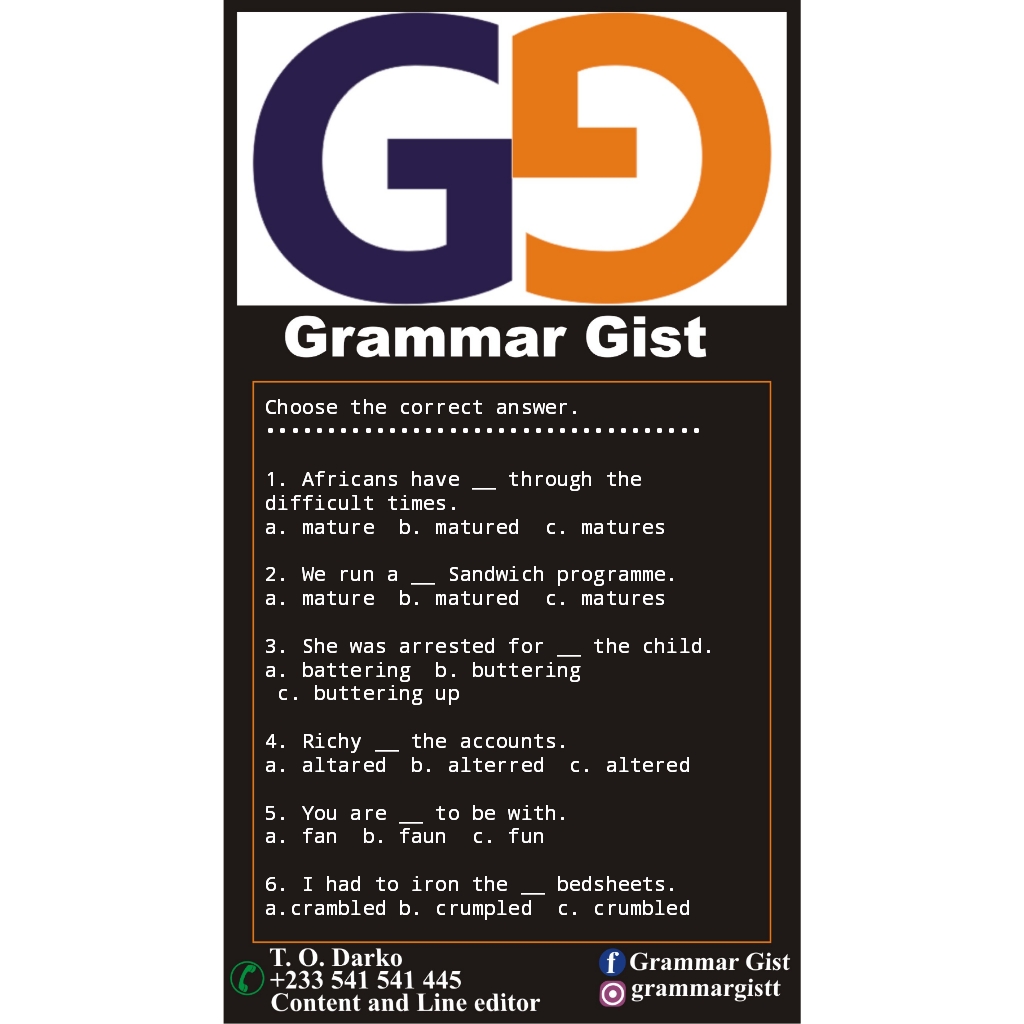 GG
Grammar Gist
Choose the correct answer.
....................................
1. Africans have __ through the
difficult times.
a. mature b. matured c. matures
2. We run a __ Sandwich programme.
a. mature b. matured c. matures
3. She was arrested for __ the child.
a. battering b. buttering
c. buttering up
4. Richy __ the accounts.
a. altared b. alterred c. altered
5. You are __ to be with.
a. fan b. faun c. fun
6. I had to iron the __ bedsheets.
a.crambled b. crumpled c. crumbled
T. O. Darko
+233 541 541 445
Content and Line editor
f Grammar Gist
grammargistt